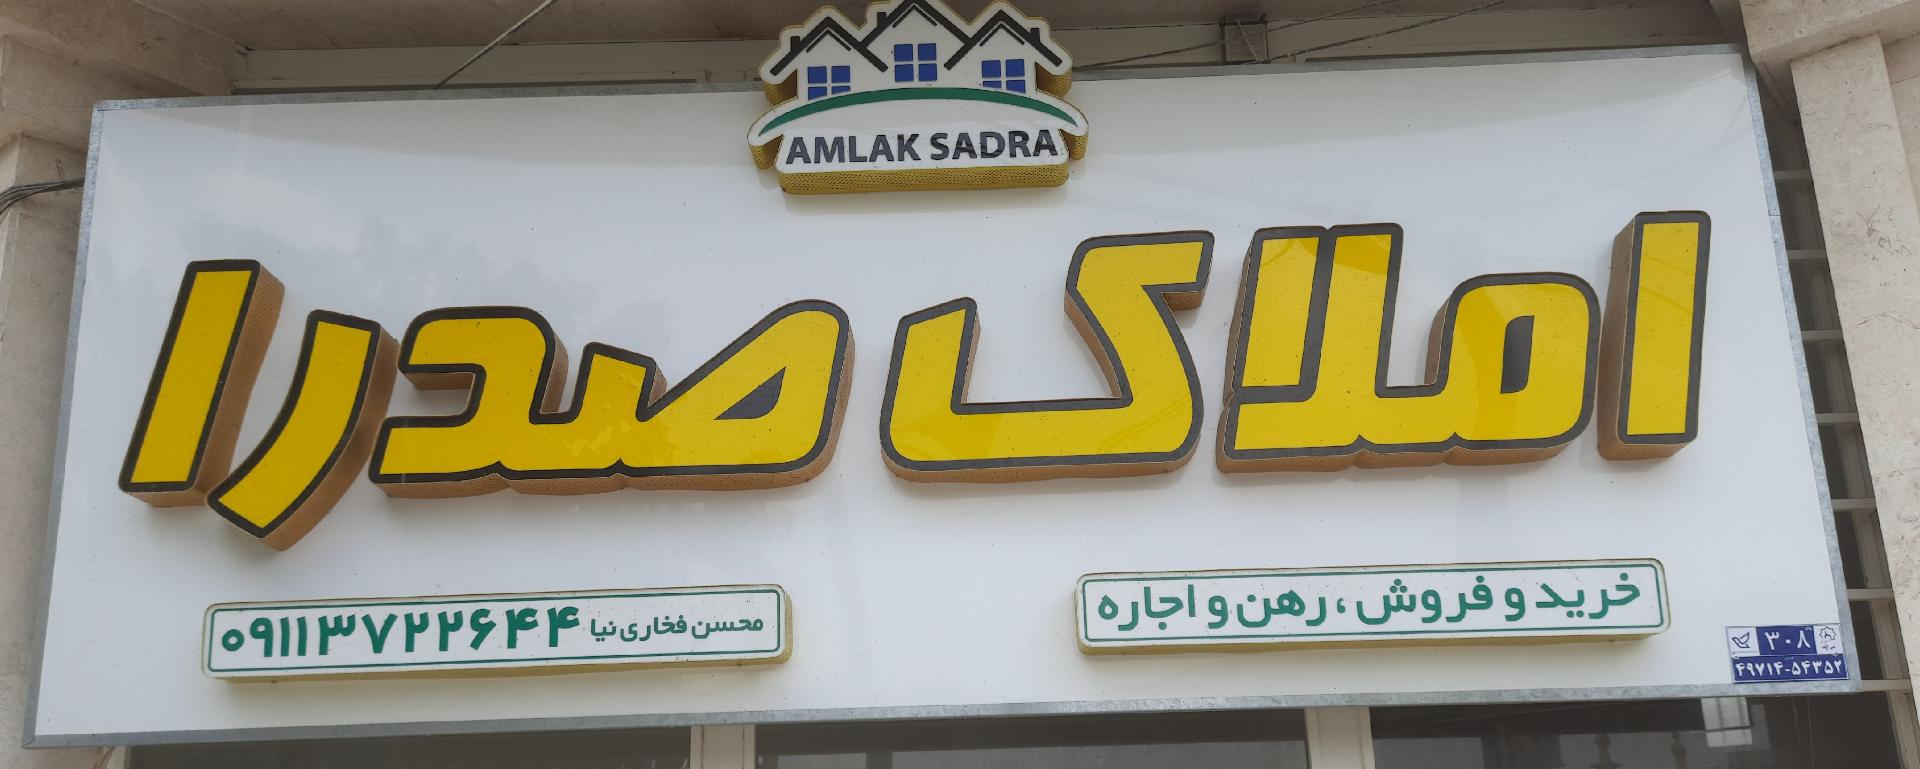 AMLAK SADRA
املاک صدرا
خرید و فروش، رهن و اجاره
محسن فخاری نیا ۰۹۱۱۳۷۲۲۶۴۴
۳۰۸
۴۹۷۱۴-۵۴۳۵۲